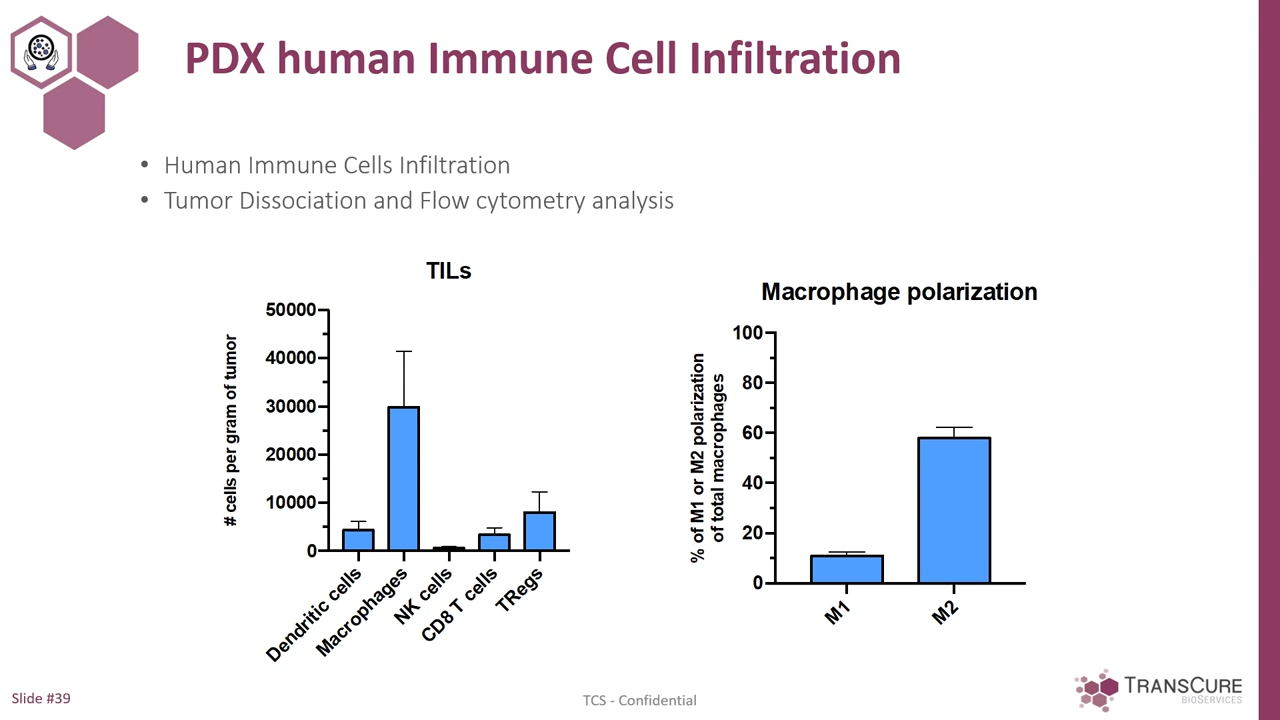 PDX human Immune Cell Infiltration
• Human Immune Cells Infiltration
• Tumor Dissociation and Flow cytometry analysis
TILs
# cells per gram of tumor
50000
40000
30000
20000
10000
0
Dendritic cells
Macrophages
NK cells
CD8 T cells
TRegs
Macrophage polarization
% of M1 or M2 polarization
of total macrophages
100
80
60
40
20
0
M1
M2
Slide #39
TCS - Confidential
TRANSCURE
BIOSERVICES